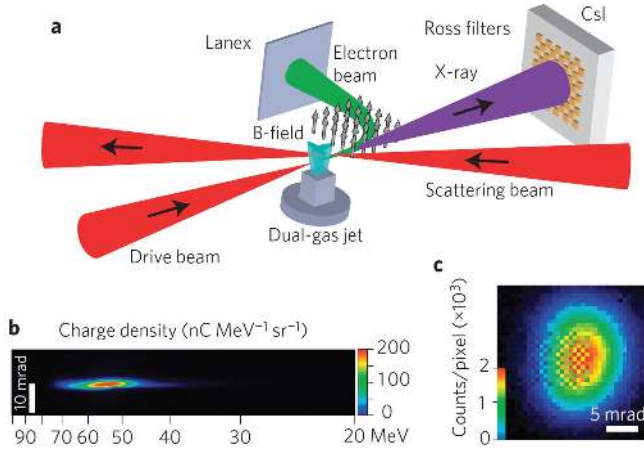 a
Lanex
Electron
beam
Ross filters
CsI
X-ray
B-field
Scattering beam
Drive beam
Dual-gas jet
b
Charge density (nC MeV⁻¹ sr⁻¹)
10 mrad
200
100
0
90 70 60 50 40 30 20 MeV
c
Counts/pixel (×10³)
2
1
0
5 mrad